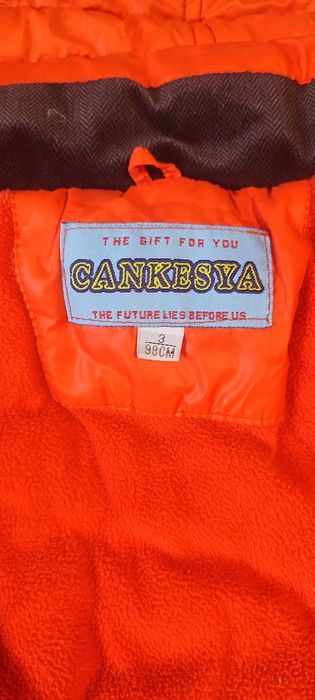 THE GIFT FOR YOU
CANKESYA
THE FUTURE LIES BEFORE US
3
98CM